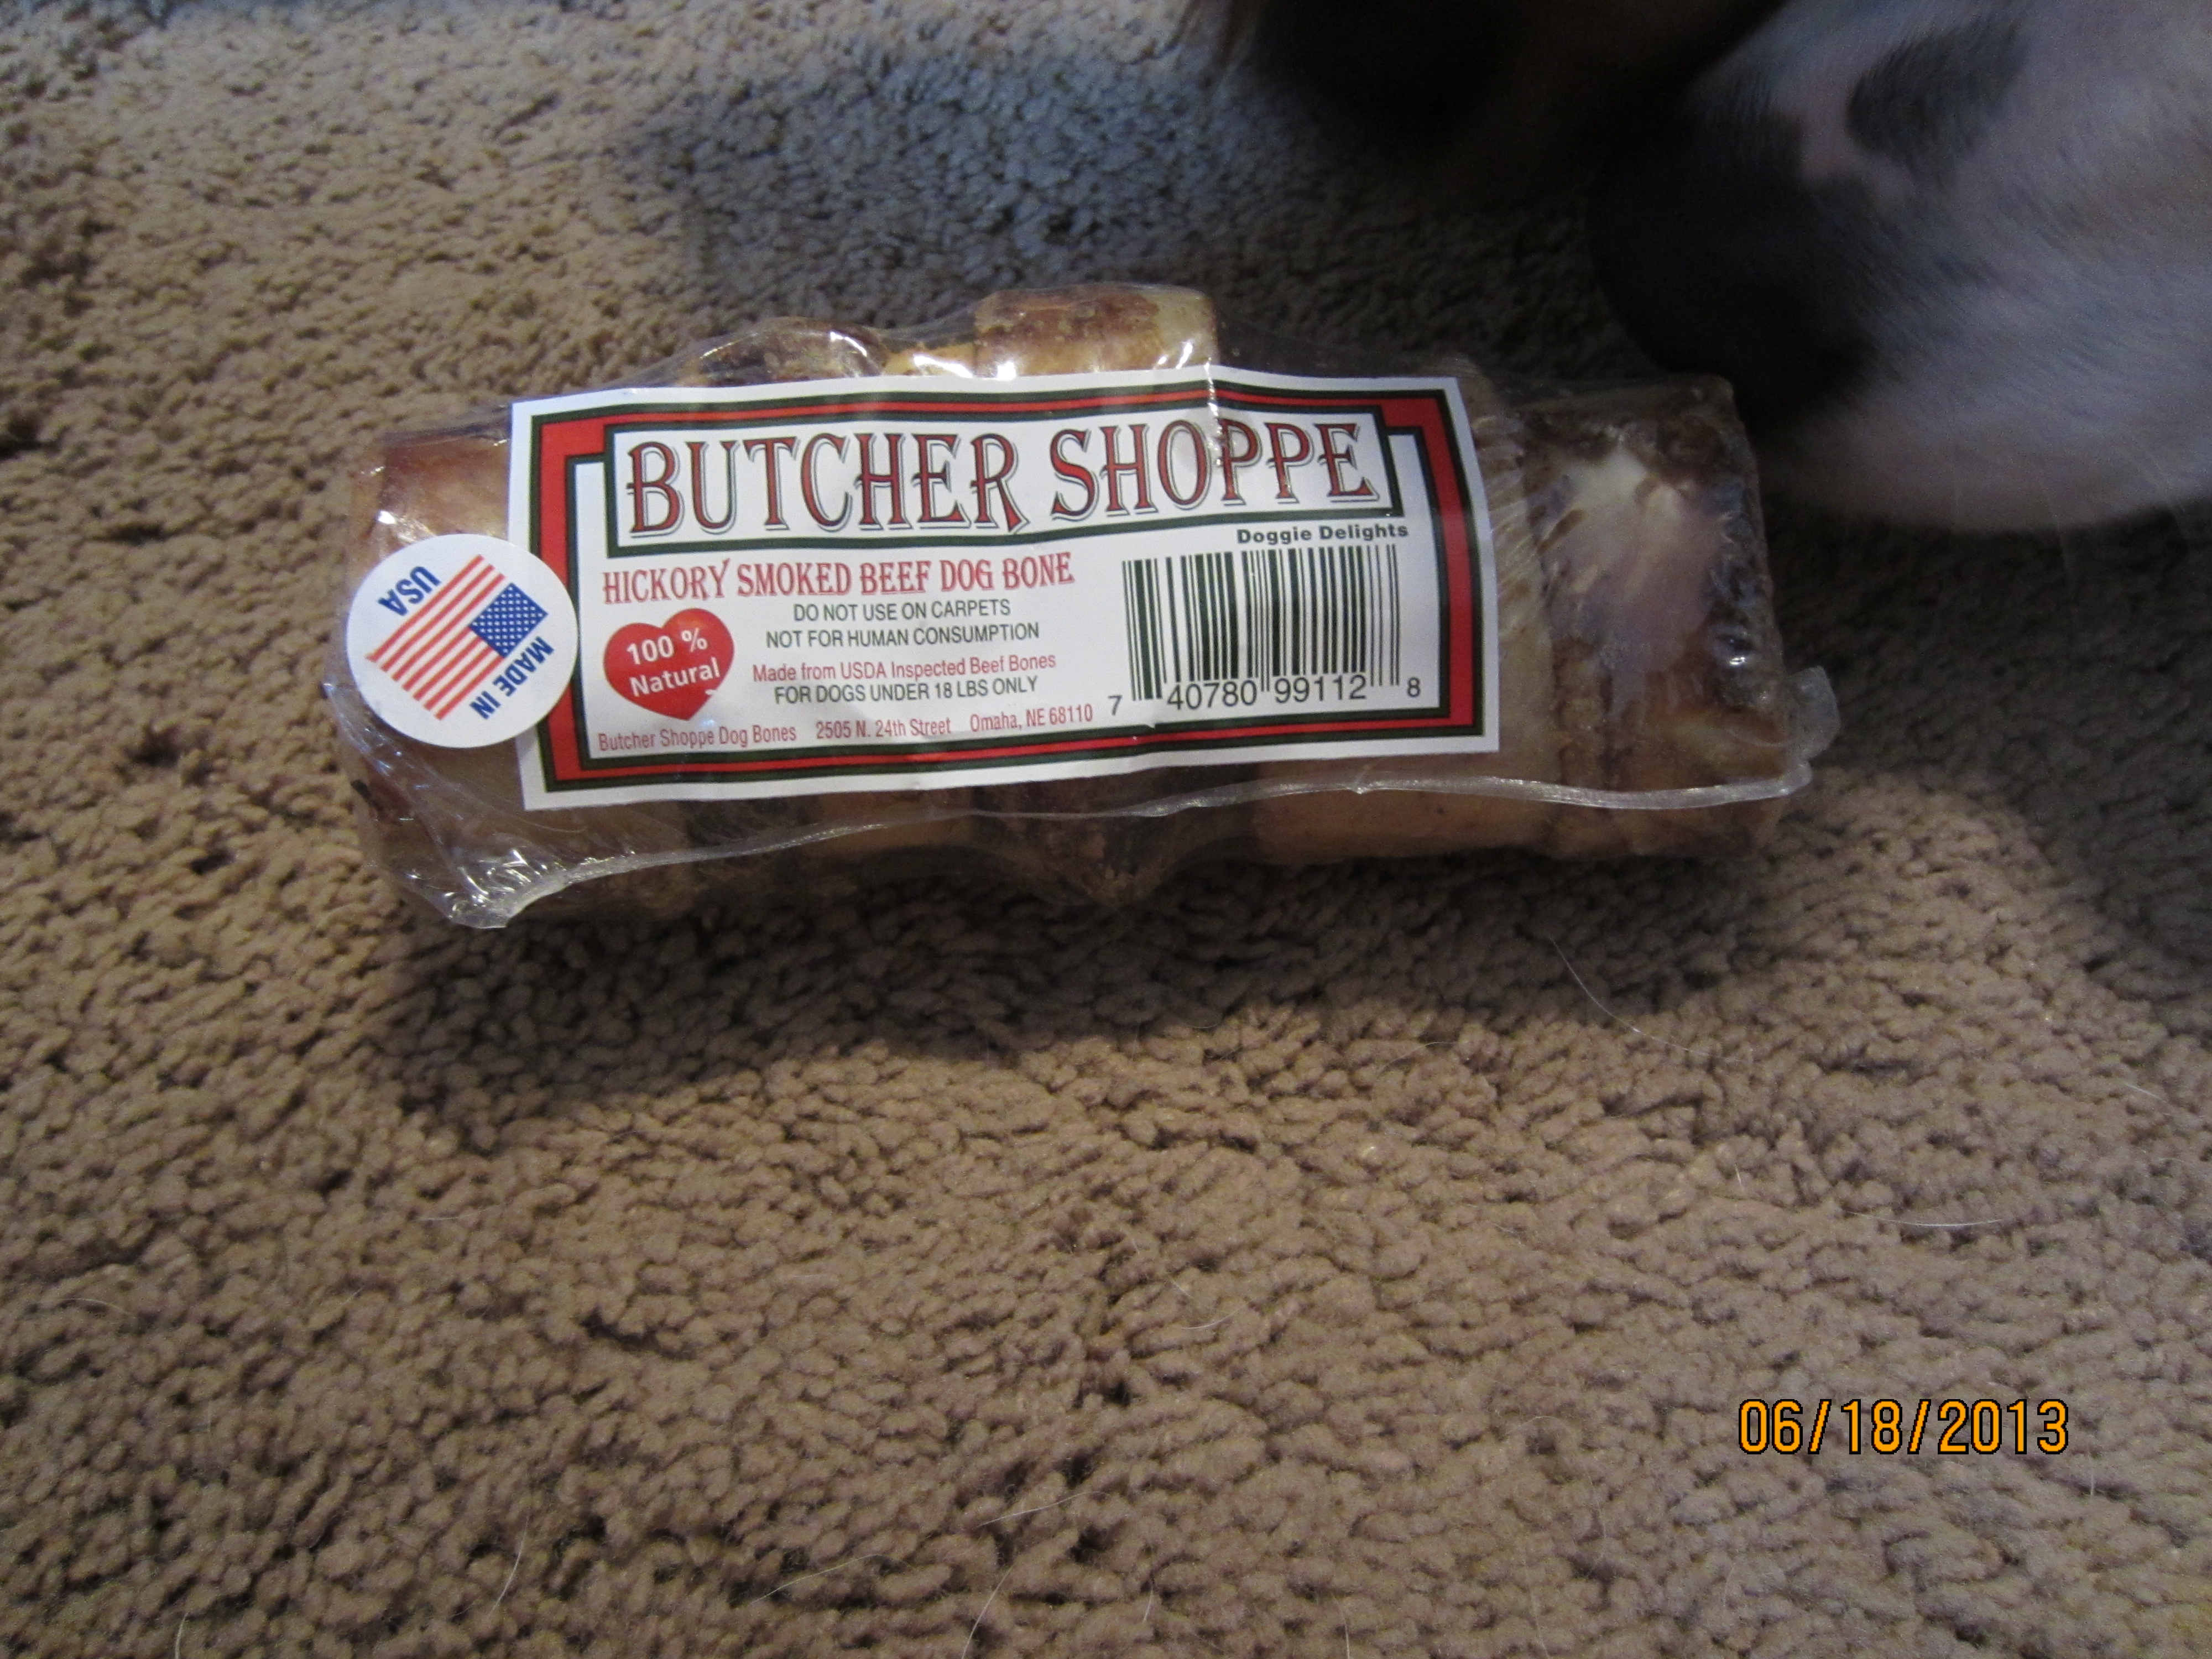 BUTCHER SHOPPE
Doggie Delights
HICKORY SMOKED BEEF DOG BONE
DO NOT USE ON CARPETS
NOT FOR HUMAN CONSUMPTION
100 %
Natural
Made from USDA Inspected Beef Bones
FOR DOGS UNDER 18 LBS ONLY
7 40780 99112 8
Butcher Shoppe Dog Bones 2505 N. 24th Street Omaha, NE 68110
MADE IN
USA
06/18/2013